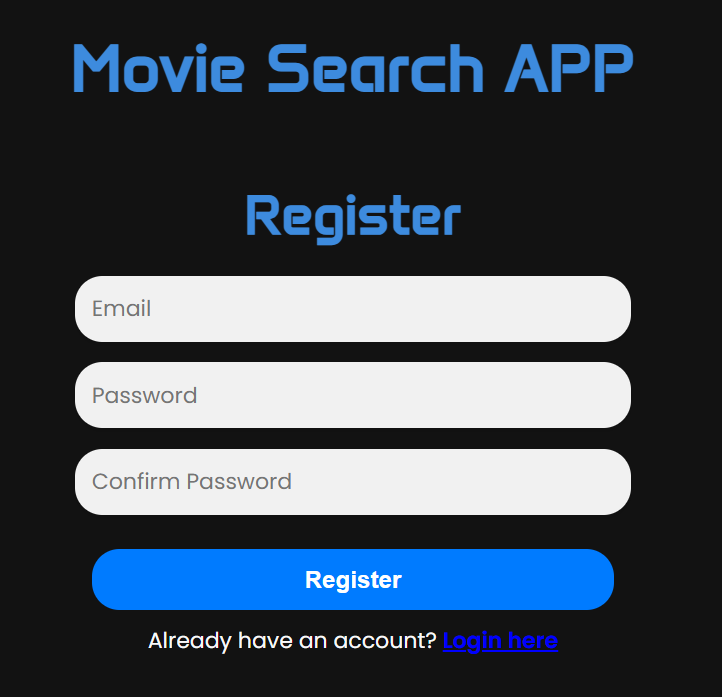 Movie Search APP
Register
Email
Password
Confirm Password
Register
Already have an account? Login here